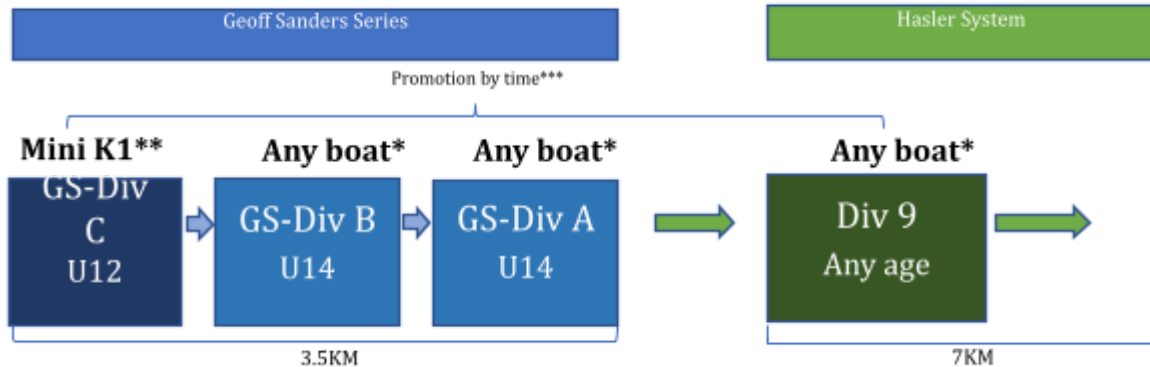 Geoff Sanders Series
Hasler System
Promotion by time***
Mini K1**
Any boat*
Any boat*
Any boat*
GS-Div
C
U12
GS-Div B
U14
GS-Div A
U14
Div 9
Any age
3.5KM
7KM